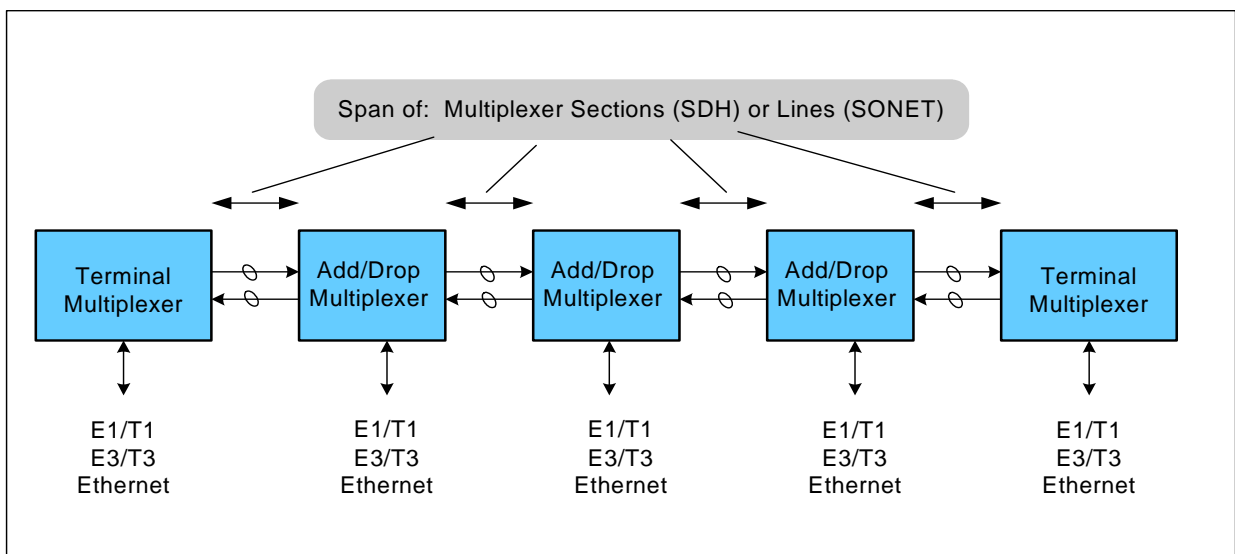 Span of: Multiplexer Sections (SDH) or Lines (SONET)
Terminal
Multiplexer
Add/Drop
Multiplexer
Add/Drop
Multiplexer
Add/Drop
Multiplexer
Terminal
Multiplexer
E1/T1
E3/T3
Ethernet
E1/T1
E3/T3
Ethernet
E1/T1
E3/T3
Ethernet
E1/T1
E3/T3
Ethernet
E1/T1
E3/T3
Ethernet